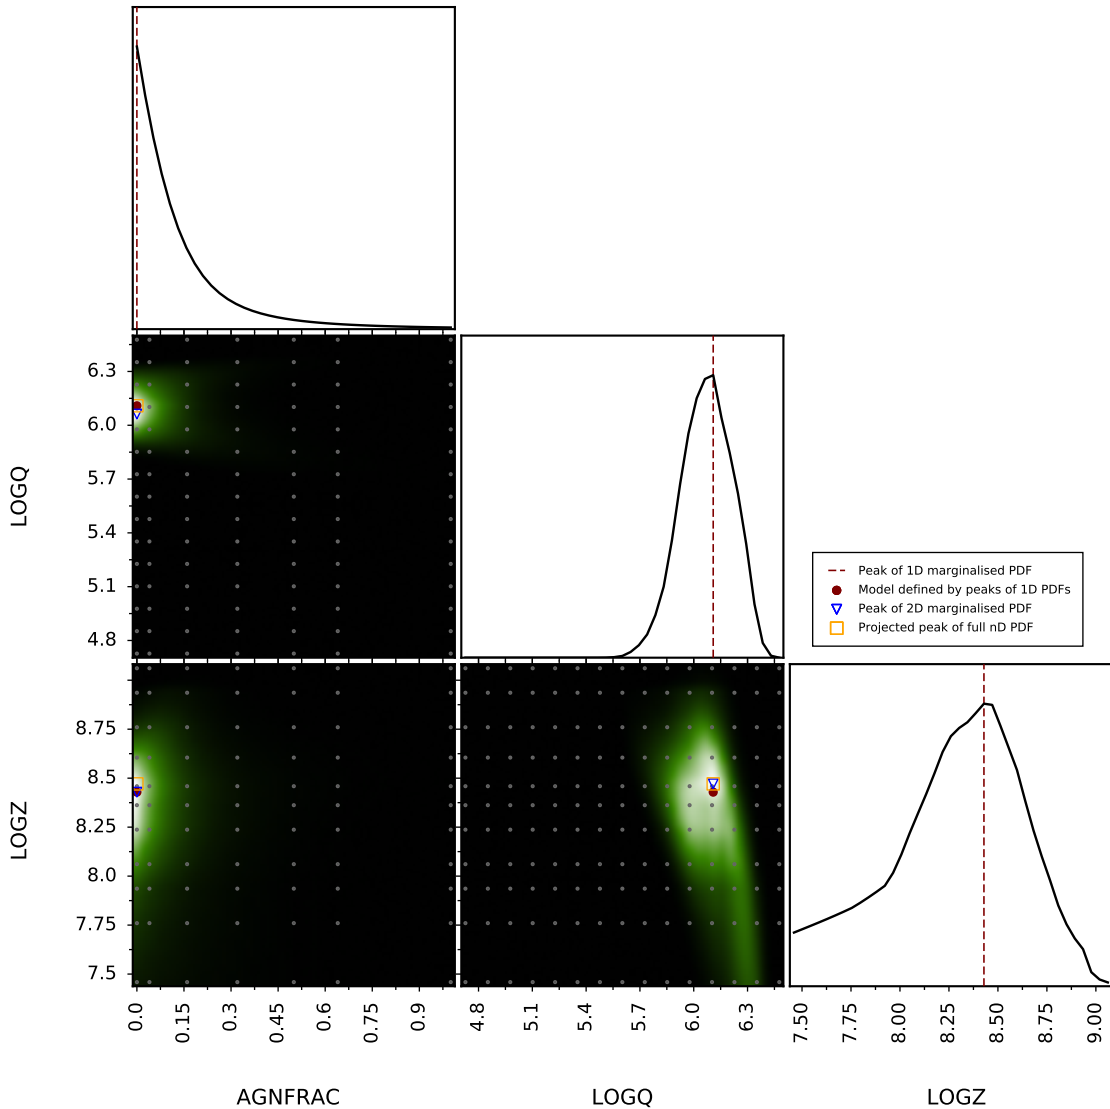 6.3
6.0
5.7
5.4
5.1
4.8
LOGQ
Peak of 1D marginalised PDF
Model defined by peaks of 1D PDFs
Peak of 2D marginalised PDF
Projected peak of full nD PDF
8.75
8.5
8.25
8.0
7.75
7.5
LOGZ
0.0 0.15 0.3 0.45 0.6 0.75 0.9
4.8 5.1 5.4 5.7 6.0 6.3
7.50 7.75 8.00 8.25 8.50 8.75 9.00
AGNFRAC LOGQ LOGZ